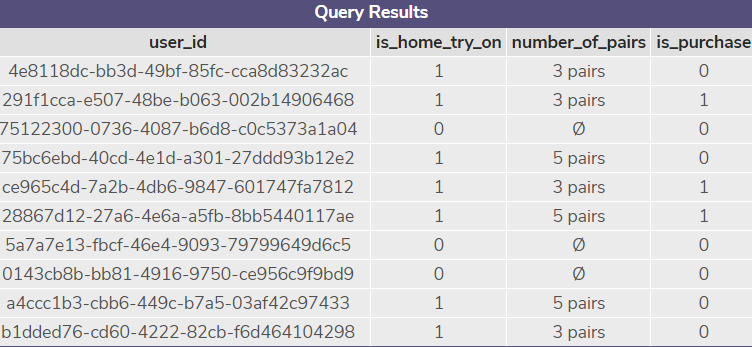 Query Results
user_id is_home_try_on number_of_pairs is_purchase
4e8118dc-bb3d-49bf-85fc-cca8d83232ac 1 3 pairs 0
291f1cca-e507-48be-b063-002b14906468 1 3 pairs 1
75122300-0736-4087-b6d8-c0c5373a1a04 0 Ø 0
75bc6ebd-40cd-4e1d-a301-27ddd93b12e2 1 5 pairs 0
ce965c4d-7a2b-4db6-9847-601747fa7812 1 3 pairs 1
28867d12-27a6-4e6a-a5fb-8bb5440117ae 1 5 pairs 1
5a7a7e13-fbcf-46e4-9093-79799649d6c5 0 Ø 0
0143cb8b-bb81-4916-9750-ce956c9f9bd9 0 Ø 0
a4ccc1b3-cbb6-449c-b7a5-03af42c97433 1 5 pairs 0
b1dded76-cd60-4222-82cb-f6d464104298 1 3 pairs 0